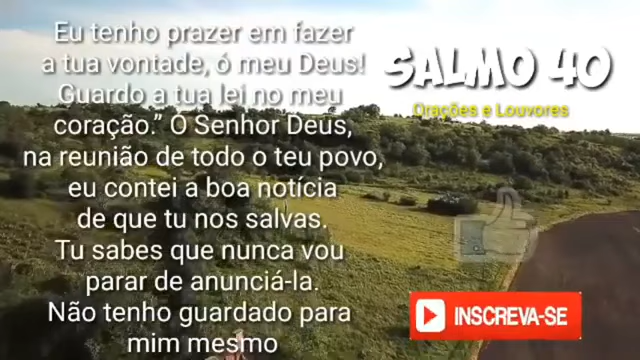 Eu tenho prazer em fazer
a tua vontade, ó meu Deus!
Guardo a tua lei no meu
coração.” Ó Senhor Deus,
na reunião de todo o teu povo,
eu contei a boa notícia
de que tu nos salvas.
Tu sabes que nunca vou
parar de anunciá-la.
Não tenho guardado para
mim mesmo
SALMO 40
Orações e Louvores
INSCREVA-SE